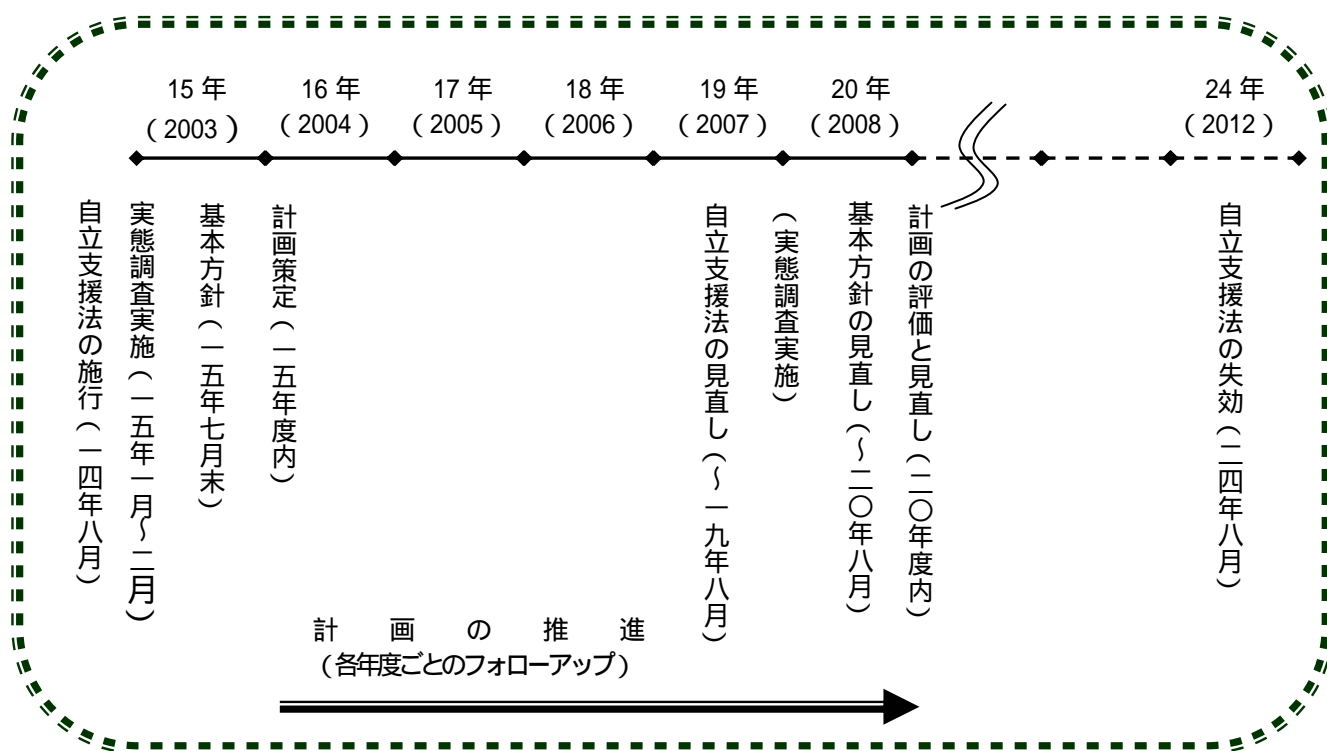 15年 16年 17年 18年 19年 20年 24年
(2003) (2004) (2005) (2006) (2007) (2008) (2012)
自立支援法の施行(一四年八月)
実態調査実施(一五年一月~二月)
基本方針(一五年七月末)
計画策定(一五年度内)
自立支援法の見直し(~一九年八月)
(実態調査実施)
基本方針の見直し(~二〇年八月)
計画の評価と見直し(二〇年度内)
自立支援法の失効(二四年八月)
計画の推進
(各年度ごとのフォローアップ)